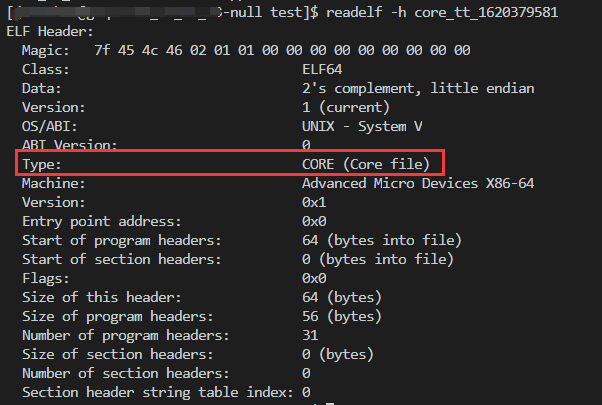 -null test]$ readelf -h core_tt_1620379581
ELF Header:
Magic: 7f 45 4c 46 02 01 01 00 00 00 00 00 00 00 00 00
Class: ELF64
Data: 2's complement, little endian
Version: 1 (current)
OS/ABI: UNIX - System V
ABI Version: 0
Type: CORE (Core file)
Machine: Advanced Micro Devices X86-64
Version: 0x1
Entry point address: 0x0
Start of program headers: 64 (bytes into file)
Start of section headers: 0 (bytes into file)
Flags: 0x0
Size of this header: 64 (bytes)
Size of program headers: 56 (bytes)
Number of program headers: 31
Size of section headers: 0 (bytes)
Number of section headers: 0
Section header string table index: 0